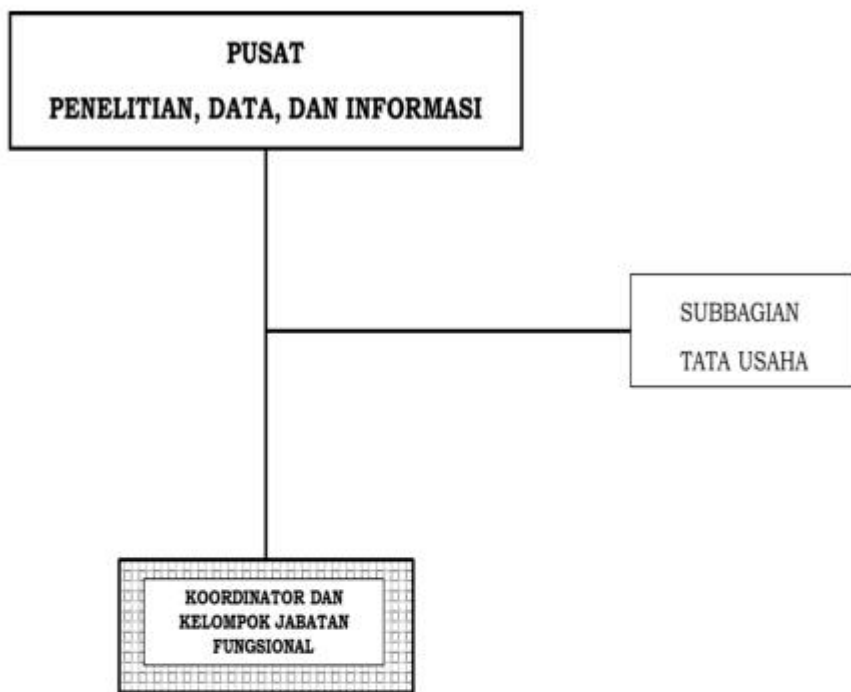 PUSAT
PENELITIAN, DATA, DAN INFORMASI
SUBBAGIAN
TATA USAHA
KOORDINATOR DAN
KELOMPOK JABATAN
FUNGSIONAL